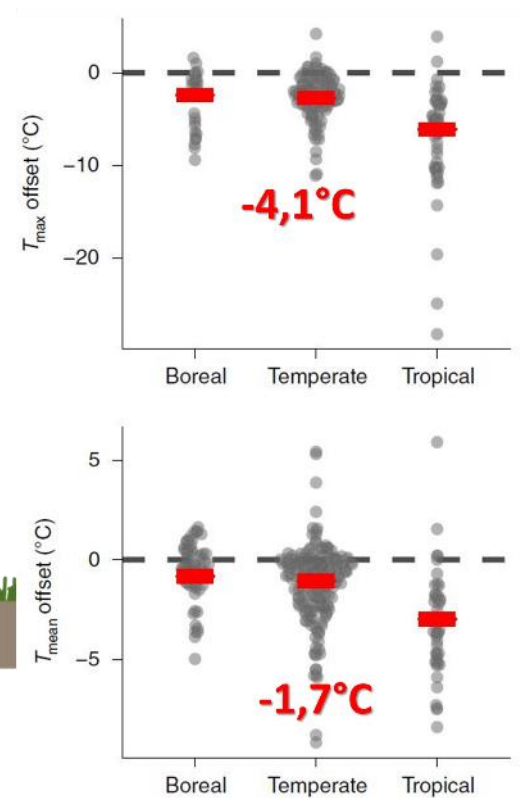 0
−10
−20
Tmax offset (°C)
-4,1°C
Boreal Temperate Tropical
5
0
−5
Tmean offset (°C)
-1,7°C
Boreal Temperate Tropical